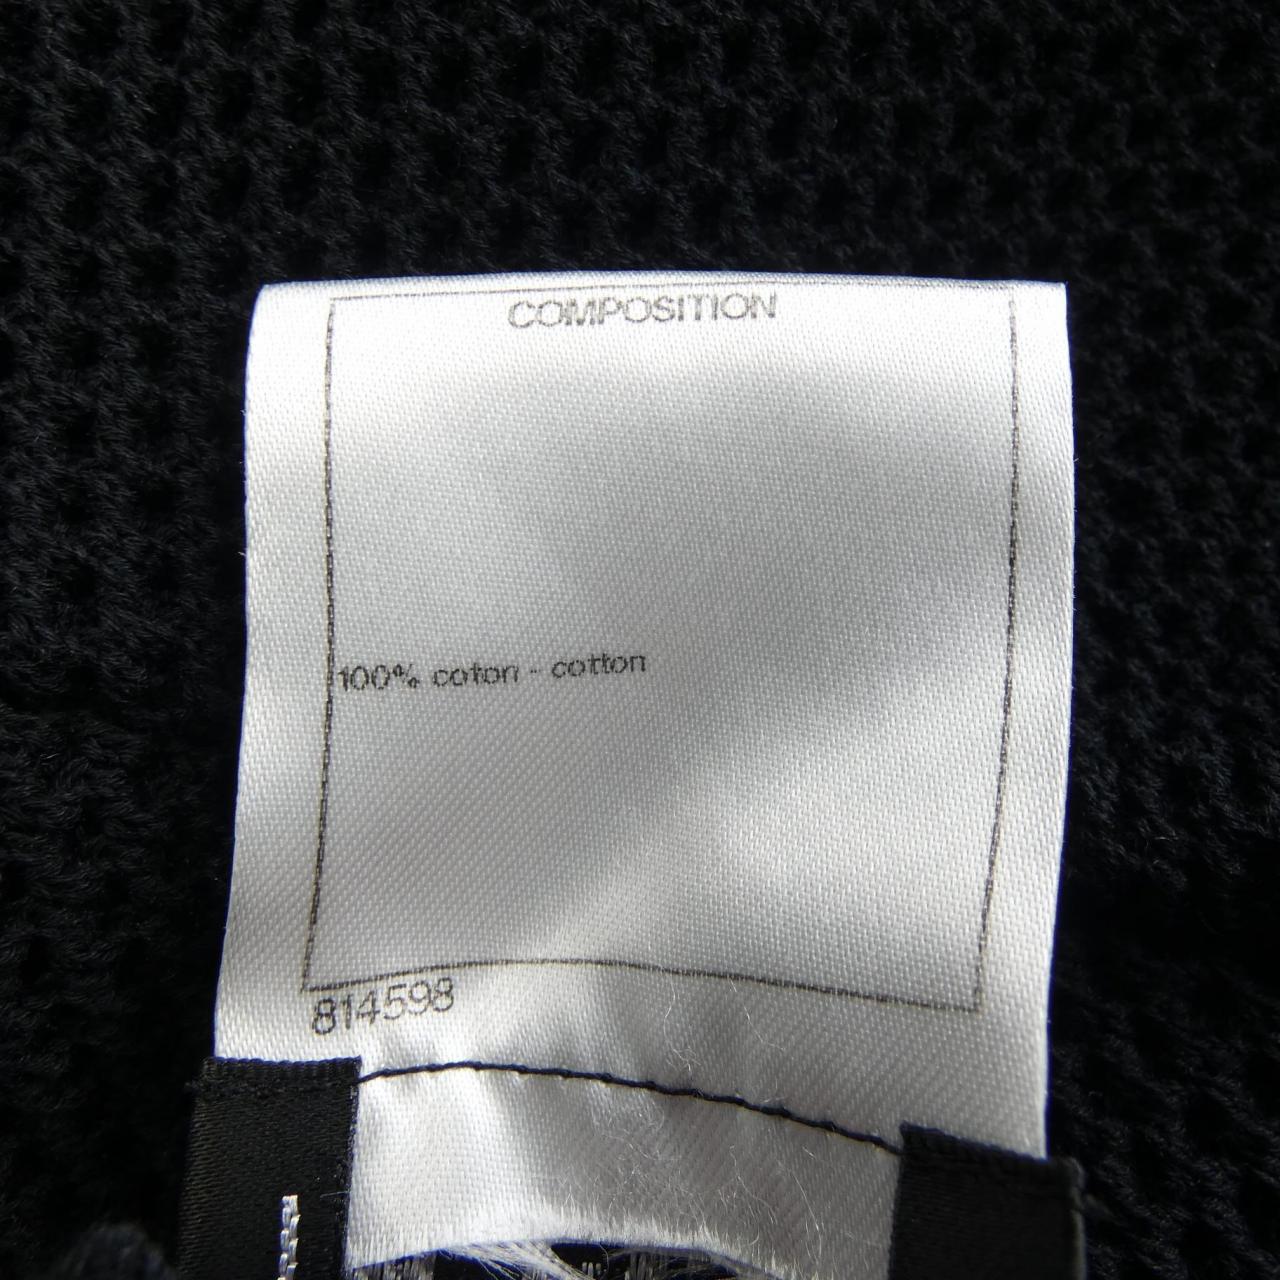 COMPOSITION
100% coton - cotton
814598